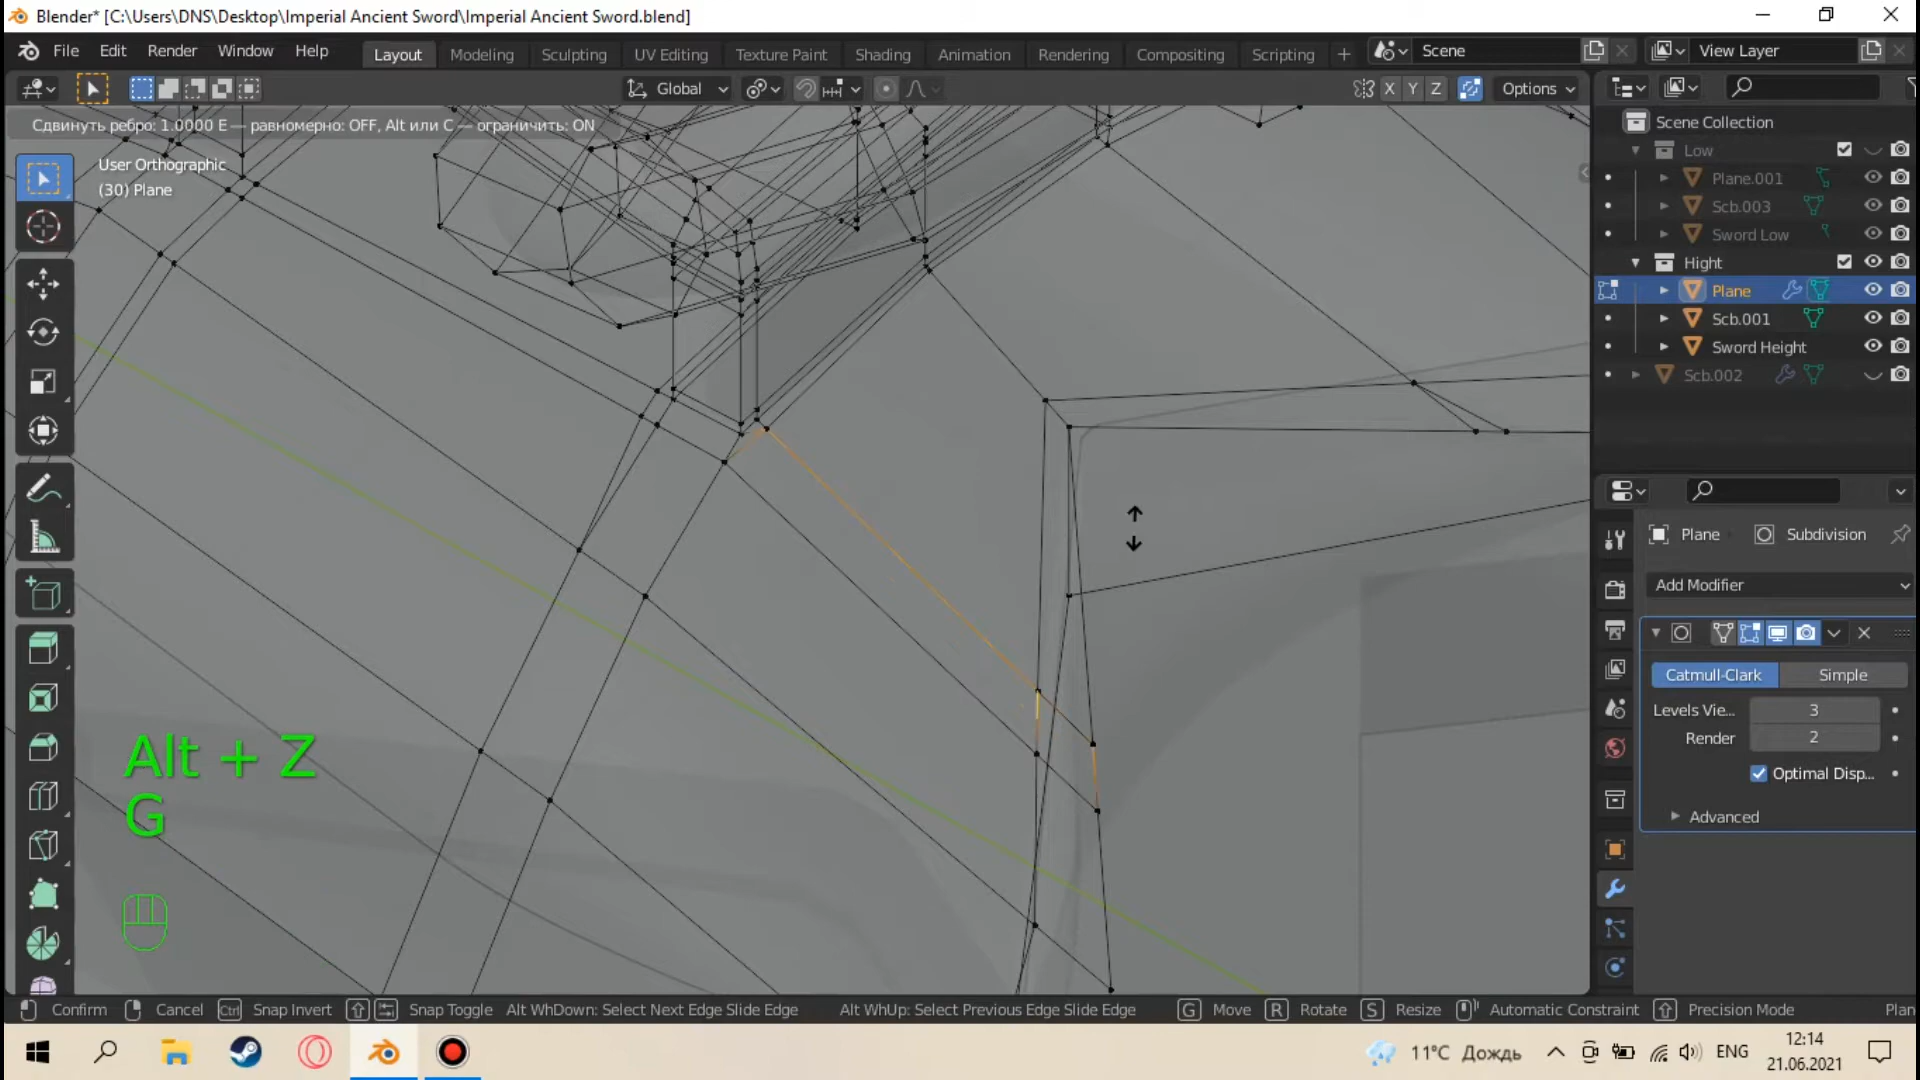 Blender* [C:\Users\DNS\Desktop\Imperial Ancient Sword\Imperial Ancient Sword.blend]
File Edit Render Window Help
Layout Modeling Sculpting UV Editing Texture Paint Shading Animation Rendering Compositing Scripting +
Scene
View Layer
Global
X Y Z
Options
Сдвинуть ребро: 1.0000 E — равномерно: OFF, Alt или C — ограничить: ON
User Orthographic
(30) Plane
Scene Collection
Low
Plane.001
Scb.003
Sword Low
Hight
Plane
Scb.001
Sword Height
Scb.002
Plane
Subdivision
Add Modifier
Catmull-Clark
Simple
Levels Vie... 3
Render 2
Optimal Disp...
Advanced
Alt + Z
G
Confirm
Cancel
Ctrl Snap Invert
Snap Toggle
Alt WhDown: Select Next Edge Slide Edge
Alt WhUp: Select Previous Edge Slide Edge
G Move
R Rotate
S Resize
Automatic Constraint
Precision Mode
Plan
11°C Дождь
ENG
12:14
21.06.2021